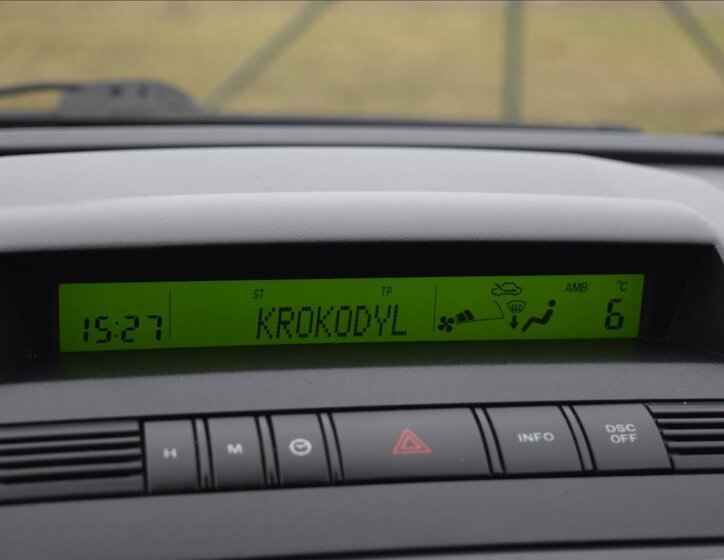 ST TP AMB °C
15:27 KROKODYL 6
H M INFO DSC
OFF